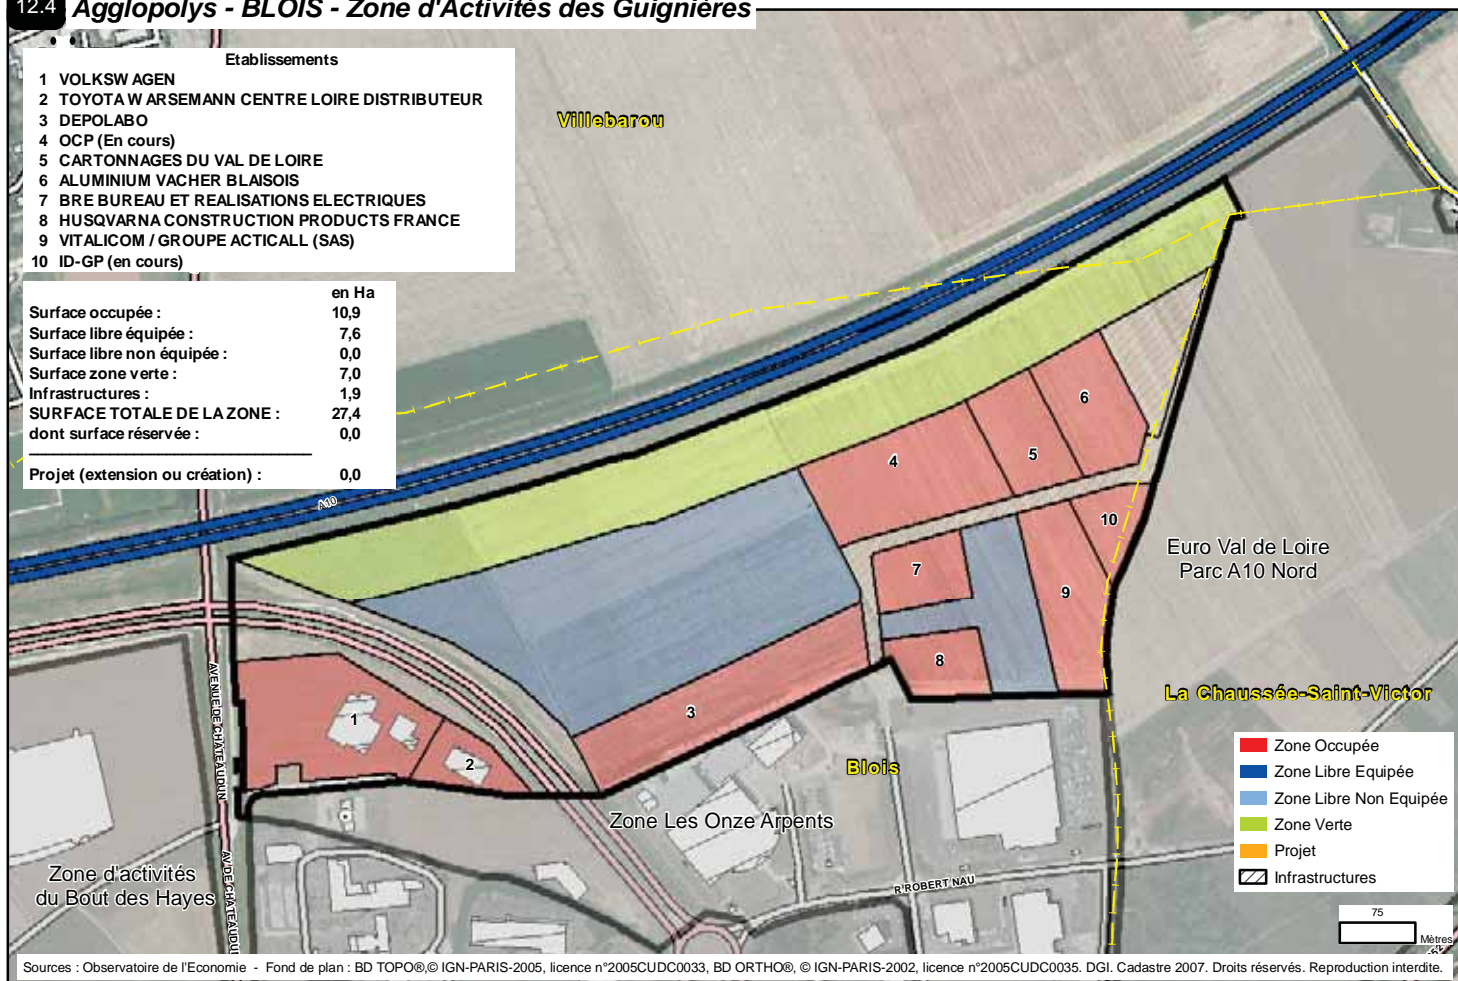 12.4 Agglopolys - BLOIS - Zone d'Activités des Guignières
Etablissements
1 VOLKSWAGEN
2 TOYOTA WARSEMANN CENTRE LOIRE DISTRIBUTEUR
3 DEPOLABO
4 OCP (En cours)
5 CARTONNAGES DU VAL DE LOIRE
6 ALUMINIUM VACHER BLAISOIS
7 BRE BUREAU ET REALISATIONS ELECTRIQUES
8 HUSQVARNA CONSTRUCTION PRODUCTS FRANCE
9 VITALICOM / GROUPE ACTICALL (SAS)
10 ID-GP (en cours)
en Ha
Surface occupée : 10,9
Surface libre équipée : 7,6
Surface libre non équipée : 0,0
Surface zone verte : 7,0
Infrastructures : 1,9
SURFACE TOTALE DE LA ZONE : 27,4
dont surface réservée : 0,0
Projet (extension ou création) : 0,0
Villebarou
A10
6
4
5
10
7
9
8
3
1
2
Euro Val de Loire
Parc A10 Nord
La Chaussée-Saint-Victor
Blois
Zone Les Onze Arpents
Zone d'activités
du Bout des Hayes
AVENUE DE CHATEAUDUN
AV DE CHATEAUDUN
R ROBERT NAU
Zone Occupée
Zone Libre Equipée
Zone Libre Non Equipée
Zone Verte
Projet
Infrastructures
75
Mètres
Sources : Observatoire de l'Economie - Fond de plan : BD TOPO®,© IGN-PARIS-2005, licence n°2005CUDC0033, BD ORTHO®, © IGN-PARIS-2002, licence n°2005CUDC0035. DGI. Cadastre 2007. Droits réservés. Reproduction interdite.